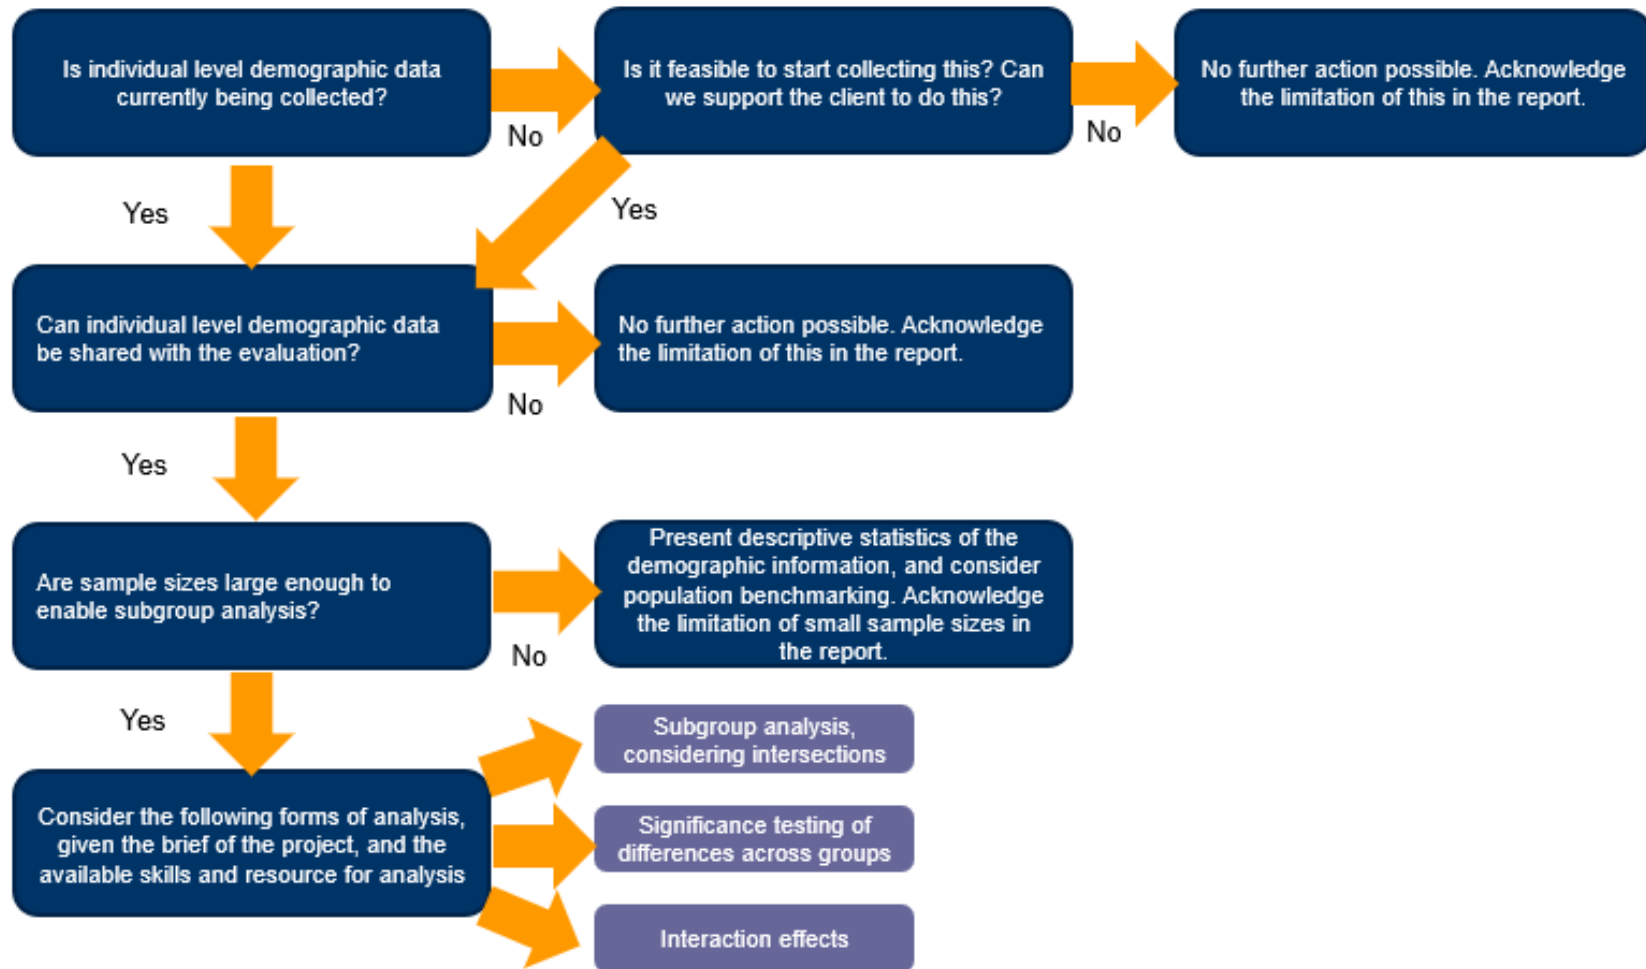 Is individual level demographic data
currently being collected?
No
Is it feasible to start collecting this? Can
we support the client to do this?
No
No further action possible. Acknowledge
the limitation of this in the report.
Yes
Yes
Can individual level demographic data
be shared with the evaluation?
No
No further action possible. Acknowledge
the limitation of this in the report.
Yes
Are sample sizes large enough to
enable subgroup analysis?
No
Present descriptive statistics of the
demographic information, and consider
population benchmarking. Acknowledge
the limitation of small sample sizes in
the report.
Yes
Consider the following forms of analysis,
given the brief of the project, and the
available skills and resource for analysis
Subgroup analysis,
considering intersections
Significance testing of
differences across groups
Interaction effects